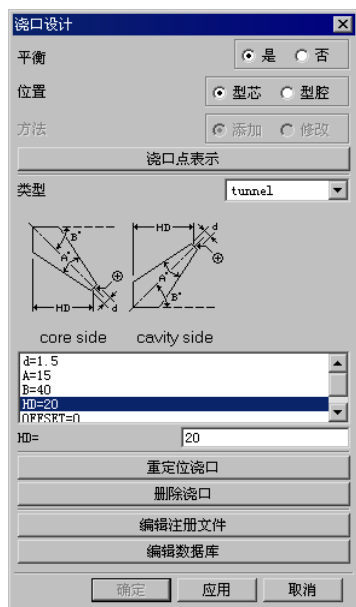 浇口设计
平衡 是 否
位置 型芯 型腔
方法 添加 修改
浇口点表示
类型 tunnel
HD d
B° A°
A° B°
HD d
core side cavity side
d=1.5
A=15
B=40
HD=20
OFFSET=0
HD= 20
重定位浇口
删除浇口
编辑注册文件
编辑数据库
确定 应用 取消